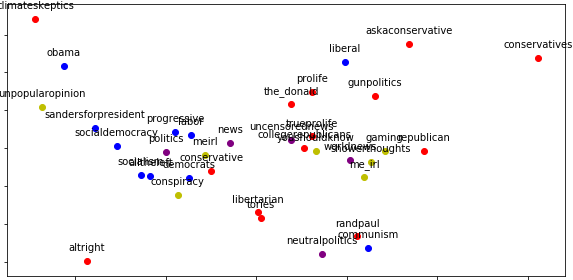 climateskeptics
askaconservative
conservatives
obama
liberal
prolife
gunpolitics
the_donald
unpopularopinion
sandersforpresident
progressive
labor
socialdemocracy
news
uncensorednews
trueprolife
collegerepublicans
youshouldknow
gaming
republican
politics
meirl
conservative
worldnews
showerthoughts
socialism
democrats
me_irl
conspiracy
libertarian
tories
randpaul
communism
neutralpolitics
altright